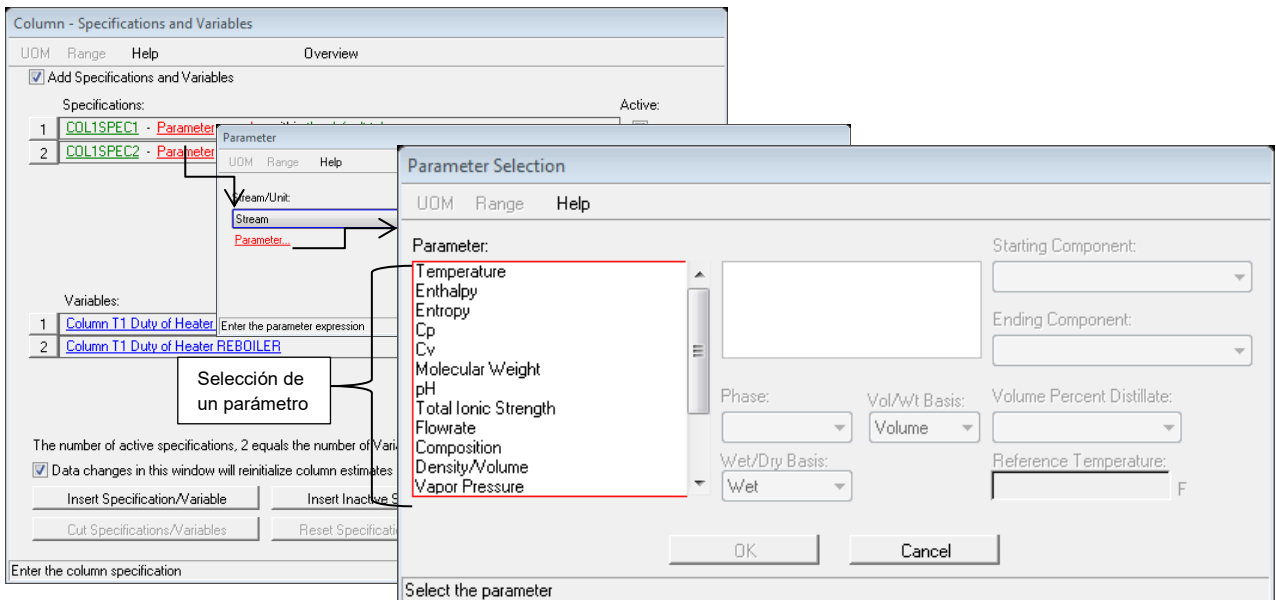 Column - Specifications and Variables
UOM Range Help Overview
Add Specifications and Variables
Specifications: Active:
1 COL1SPEC1 - Parameter
2 COL1SPEC2 - Parameter
Variables:
1 Column T1 Duty of Heater
2 Column T1 Duty of Heater REBOILER
The number of active specifications, 2 equals the number of Vari
Data changes in this window will reinitialize column estimates
Insert Specification/Variable Insert Inactive S
Cut Specifications/Variables Reset Specificati
Enter the column specification
Parameter
UOM Range Help
Stream/Unit:
Stream
Parameter...
Enter the parameter expression
Selección de
un parámetro
Parameter Selection
UOM Range Help
Parameter:
Temperature
Enthalpy
Entropy
Cp
Cv
Molecular Weight
pH
Total Ionic Strength
Flowrate
Composition
Density/Volume
Vapor Pressure
Starting Component:
Ending Component:
Phase: Vol/Wt Basis: Volume Percent Distillate:
Volume
Wet/Dry Basis: Reference Temperature:
Wet F
OK Cancel
Select the parameter